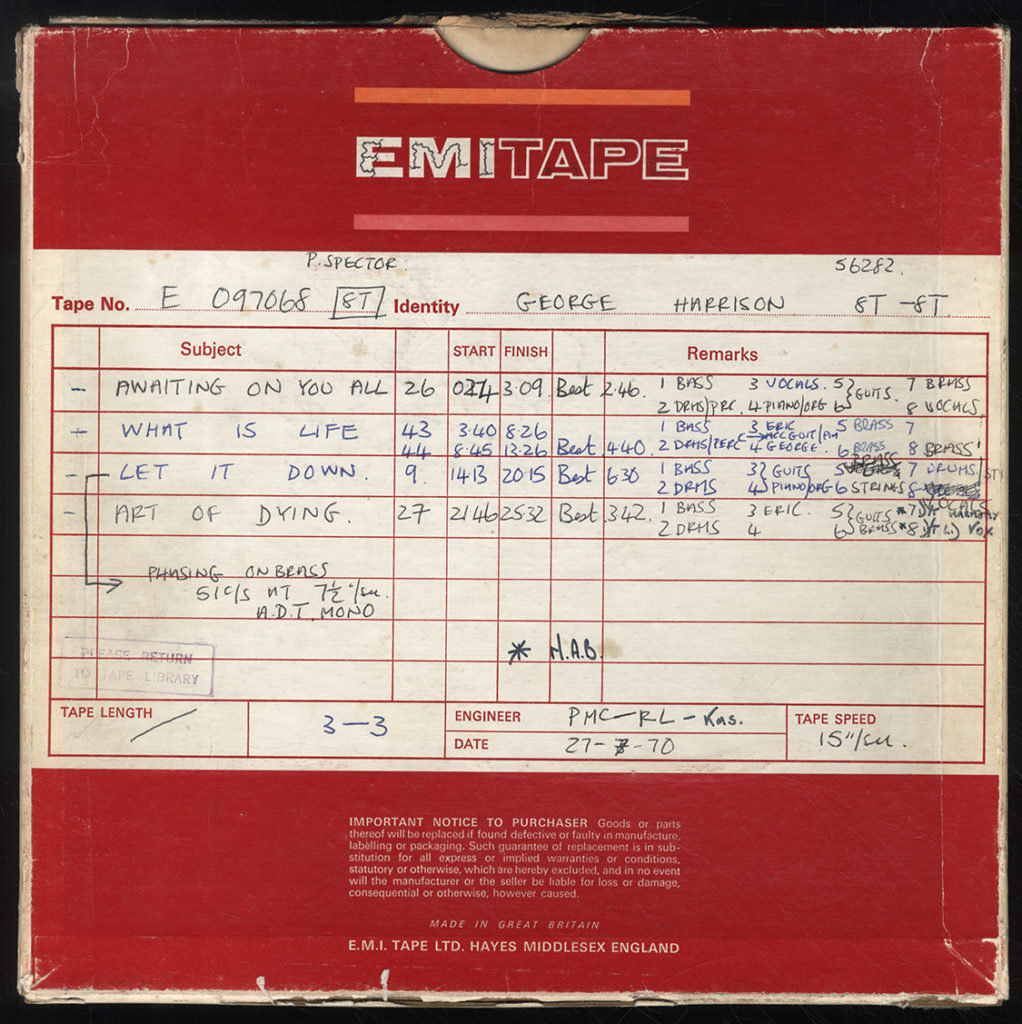 EMITAPE
P. SPECTOR. 56282.
Tape No. E 097068 8T Identity GEORGE HARRISON 8T - 8T
Subject START FINISH Remarks
- AWAITING ON YOU ALL 26 024 3.09 Best 2.46. 1 BASS 3 VOCALS. 5 } GUITS. 7 BRASS
2 DRMS/PRC. 4 PIANO/ORG 6 8 VOCALS.
+ WHAT IS LIFE 43 3.40 8.26 1 BASS 3 ERIC 5 BRASS 7
44 8.45 13.26 Best 4.40. 2 DRMS/PERC 4 GEORGE. 6 BRASS 8 BRASS
- LET IT DOWN. 9 14.13 20.15 Best 6.30 1 BASS 3 } GUITS BRASS 7 DRUMS/
2 DRMS 4 PIANO/ORG 6 STRINGS 8 VOCALS
- ART OF DYING. 27 21.46 25.32 Best 3.42. 1 BASS 3 ERIC. 5 } GUITS *7
2 DRMS 4 6 BRASS *8 VOX
PHASING ON BRASS
51 c/s AT 7½"/sec.
A.D.T. MONO
* H.A.B.
PLEASE RETURN
TO TAPE LIBRARY
TAPE LENGTH / 3-3 ENGINEER PMC-RL-Kas. TAPE SPEED
DATE 27-8-70 15"/sec.
IMPORTANT NOTICE TO PURCHASER Goods or parts
thereof will be replaced if found defective or faulty in manufacture,
labelling or packaging. Such guarantee of replacement is in sub-
stitution for all express or implied warranties or conditions,
statutory or otherwise, which are hereby excluded, and in no event
will the manufacturer or the seller be liable for loss or damage,
consequential or otherwise, however caused.
MADE IN GREAT BRITAIN
E.M.I. TAPE LTD. HAYES MIDDLESEX ENGLAND